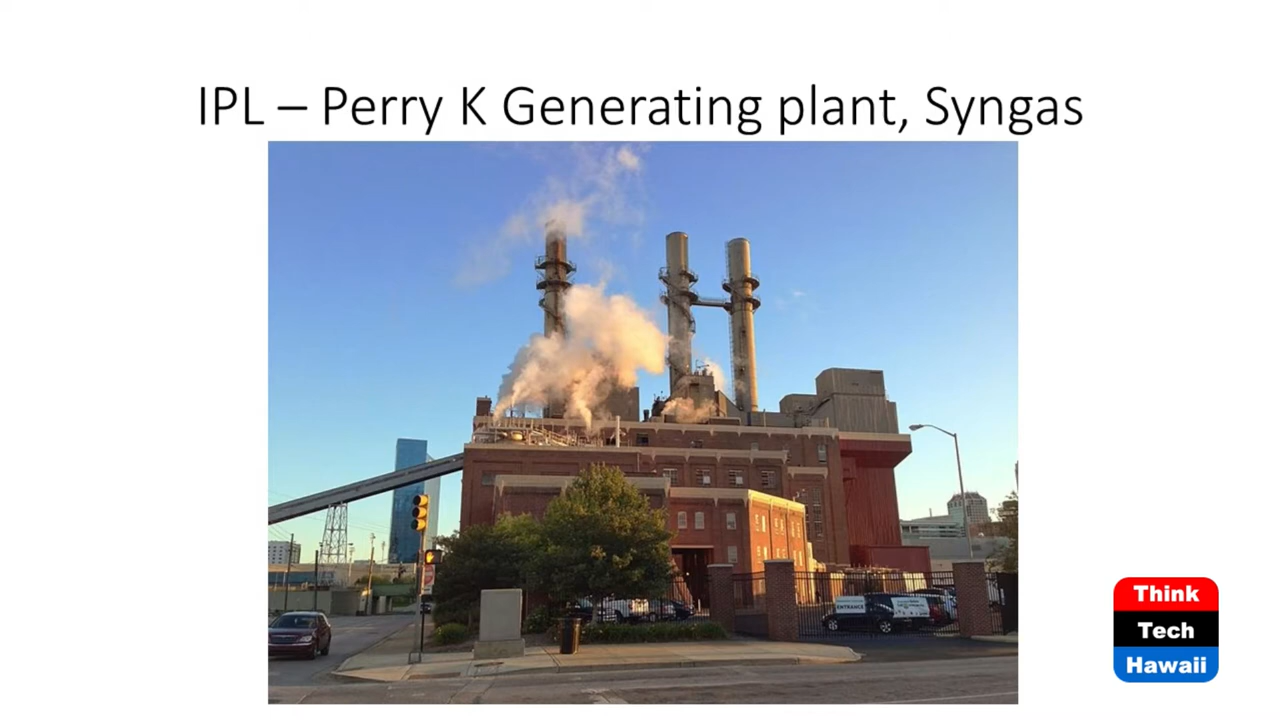 IPL – Perry K Generating plant, Syngas
ENTRANCE
Think
Tech
Hawaii